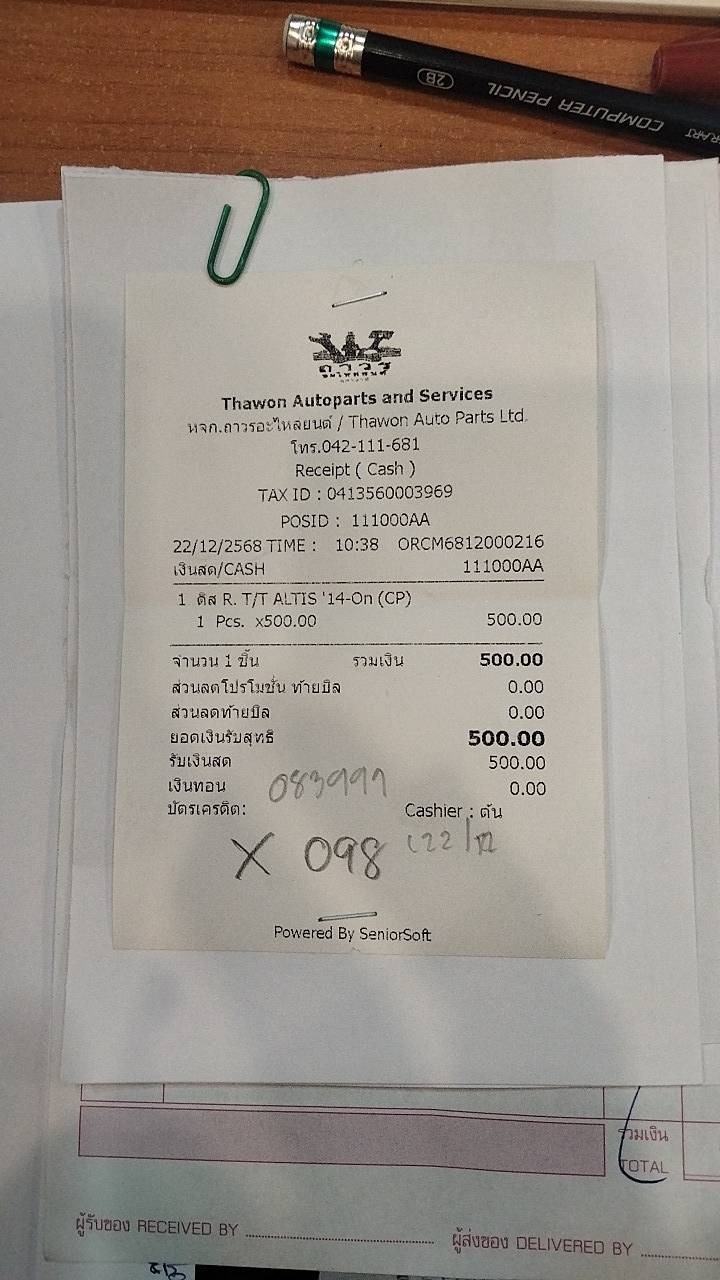 2B COMPUTER PENCIL
ถาวร
Thawon Autoparts and Services
หจก.ถาวรอะไหล่ยนต์ / Thawon Auto Parts Ltd.
โทร.042-111-681
Receipt ( Cash )
TAX ID : 0413560003969
POSID : 111000AA
22/12/2568 TIME : 10:38 ORCM6812000216
เงินสด/CASH 111000AA
1 ดิส R. T/T ALTIS '14-On (CP)
1 Pcs. x500.00 500.00
จำนวน 1 ชิ้น รวมเงิน 500.00
ส่วนลดโปรโมชั่น ท้ายบิล 0.00
ส่วนลดท้ายบิล 0.00
ยอดเงินรับสุทธิ 500.00
รับเงินสด 500.00
เงินทอน 0.00
083999
บัตรเครดิต: Cashier : ต้น
X 098
Powered By SeniorSoft
รวมเงิน
TOTAL
ผู้รับของ RECEIVED BY
ผู้ส่งของ DELIVERED BY